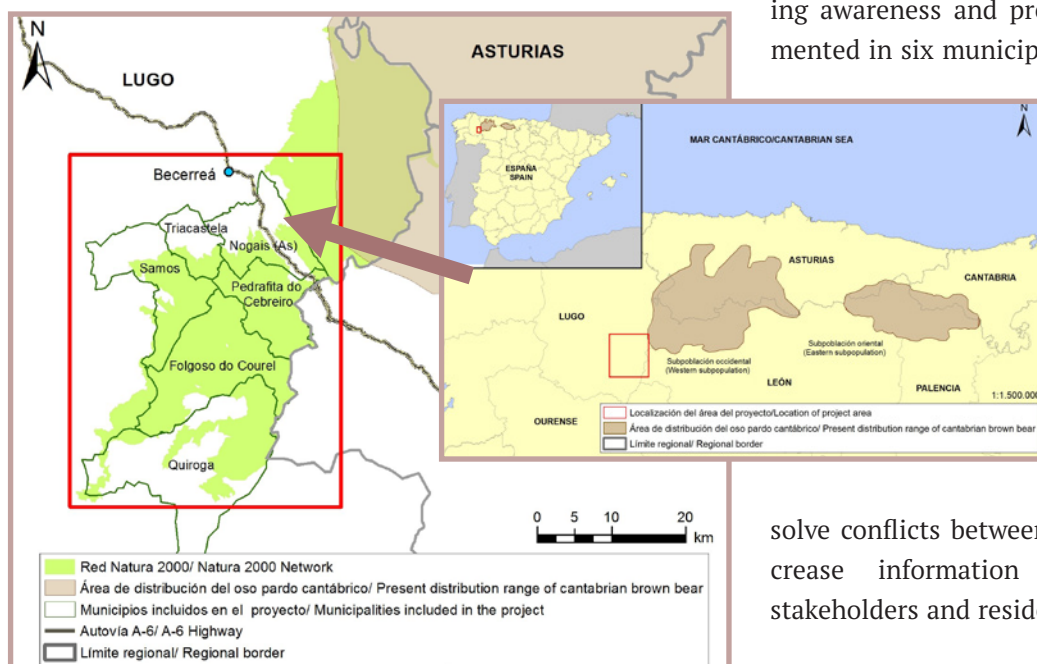 ing awareness and pr
mented in six municip
N
LUGO
ASTURIAS
Becerreá
Triacastela
Nogais (As)
Samos
Pedrafita do
Cebreiro
Folgoso do Courel
Quiroga
0 5 10 20
km
Red Natura 2000/ Natura 2000 Network
Área de distribución del oso pardo cantábrico/ Present distribution range of cantabrian brown bear
Municipios incluidos en el proyecto/ Municipalities included in the project
Autovía A-6/ A-6 Highway
Límite regional/ Regional border
N
MAR CANTÁBRICO/CANTABRIAN SEA
ESPAÑA
SPAIN
ASTURIAS
CANTABRIA
LUGO
Subpoblación occidental
(Western subpopulation)
Subpoblación oriental
(Eastern subpopulation)
LEÓN
PALENCIA
OURENSE
1:1.500.000
Localización del área del proyecto/Location of project area
Área de distribución del oso pardo cantábrico/ Present distribution range of cantabrian brown bear
Límite regional/ Regional border
solve conflicts between
crease information
stakeholders and reside